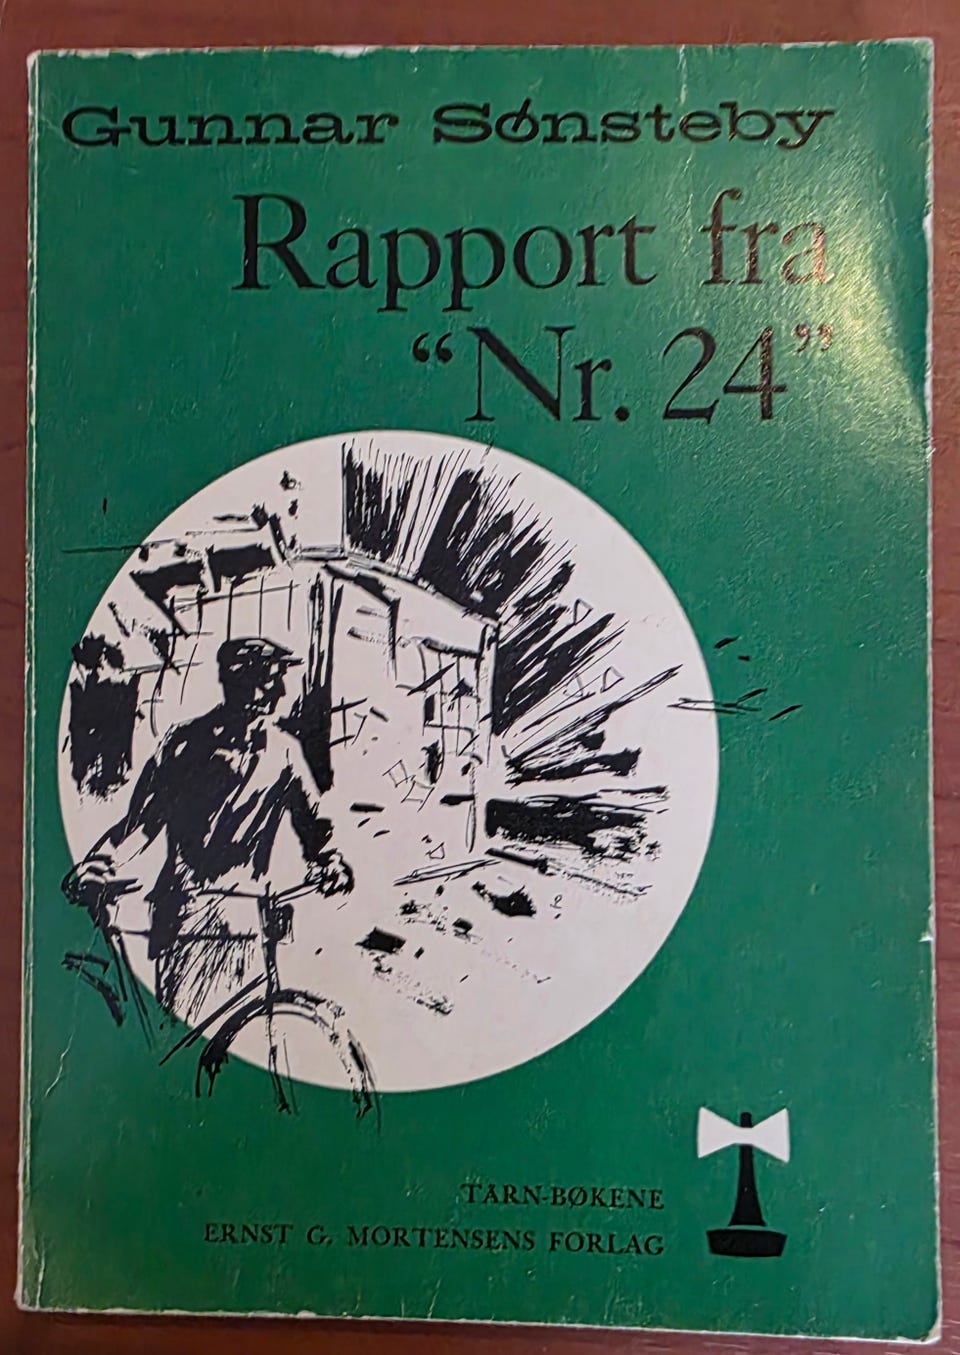 Gunnar Sønsteby
Rapport fra
“Nr. 24”
TÅRN-BØKENE
ERNST G. MORTENSENS FORLAG